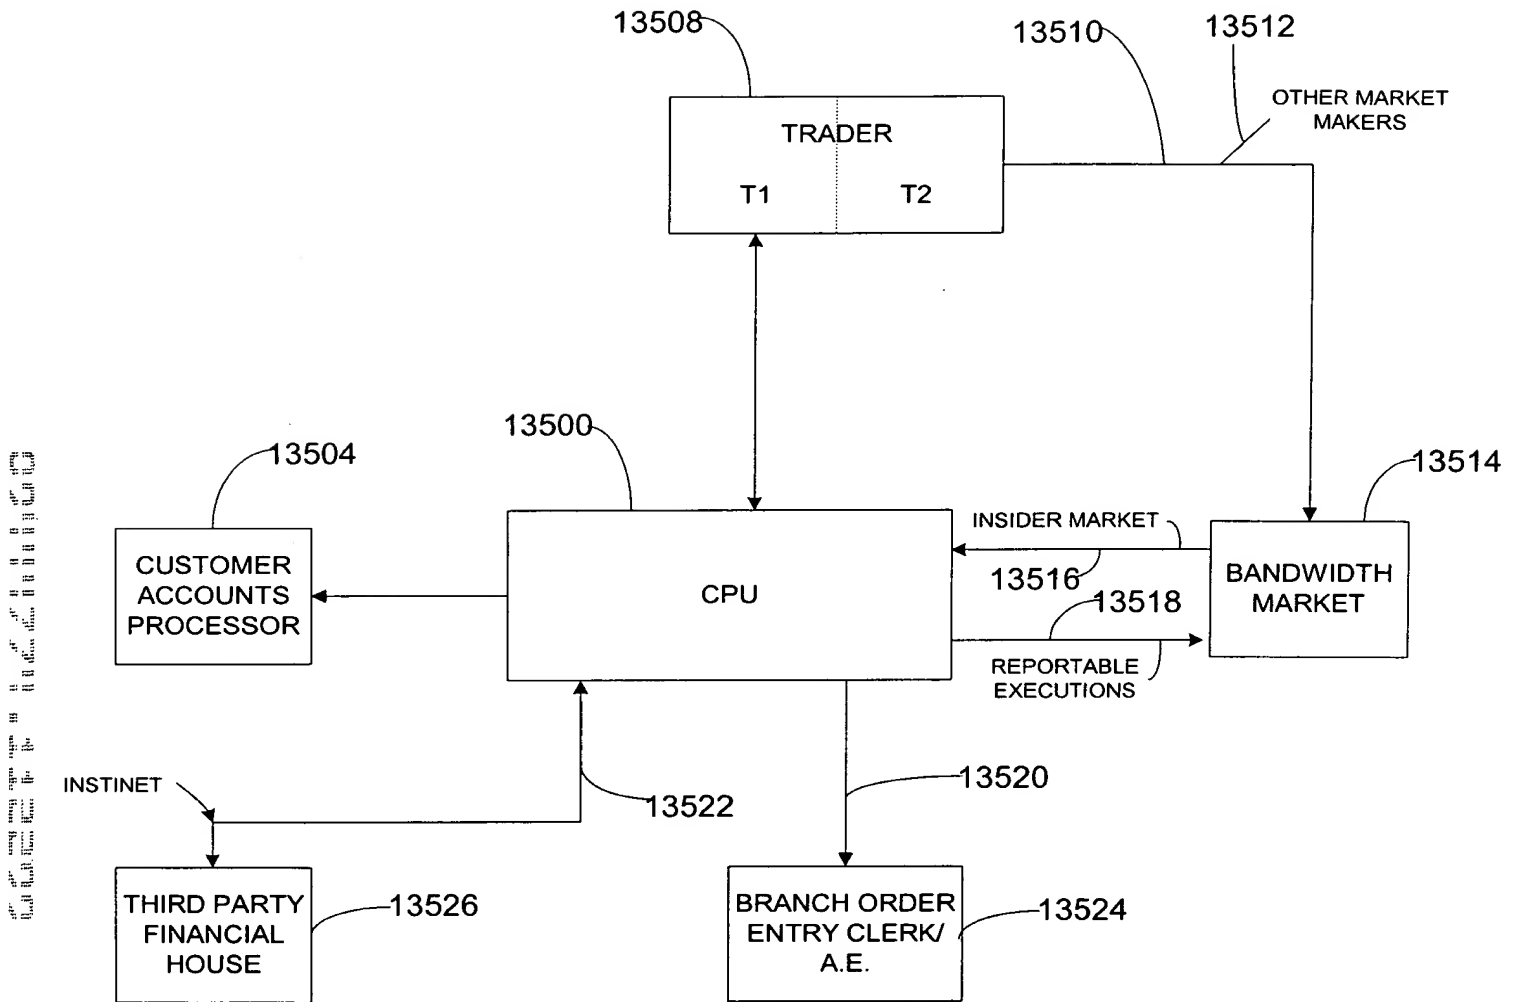 13508
13510
13512
OTHER MARKET
MAKERS
TRADER
T1
T2
13500
13504
13514
CUSTOMER
ACCOUNTS
PROCESSOR
CPU
INSIDER MARKET
13516
13518
REPORTABLE
EXECUTIONS
BANDWIDTH
MARKET
INSTINET
13522
13520
THIRD PARTY
FINANCIAL
HOUSE
13526
BRANCH ORDER
ENTRY CLERK/
A.E.
13524